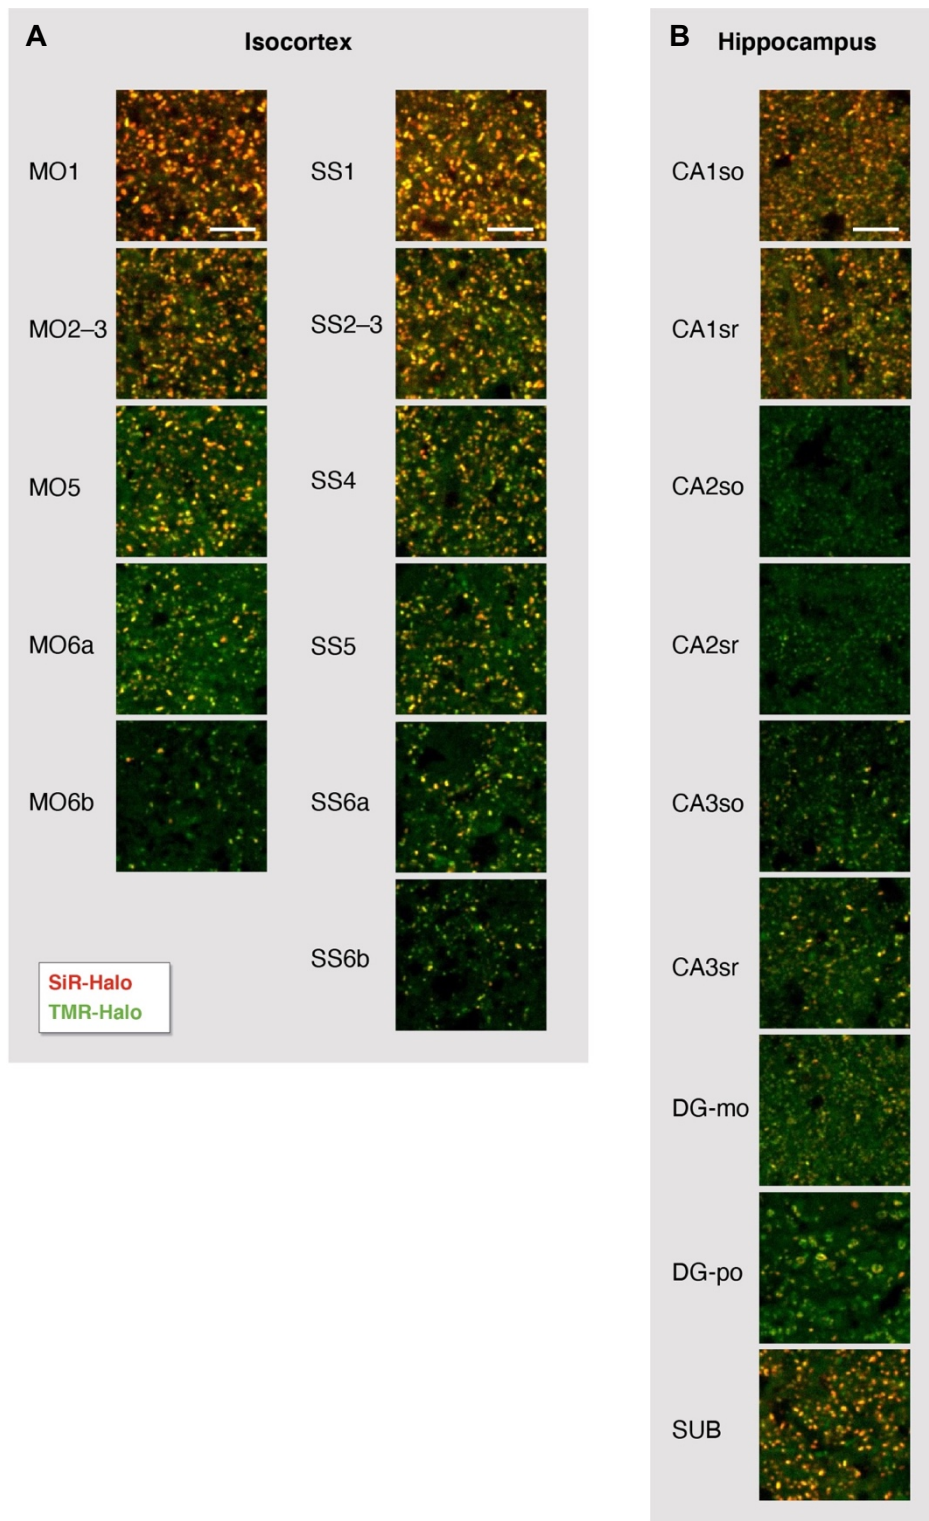 A
Isocortex
MO1
SS1
MO2–3
SS2–3
MO5
SS4
MO6a
SS5
MO6b
SS6a
SS6b
SiR-Halo
TMR-Halo
B
Hippocampus
CA1so
CA1sr
CA2so
CA2sr
CA3so
CA3sr
DG-mo
DG-po
SUB